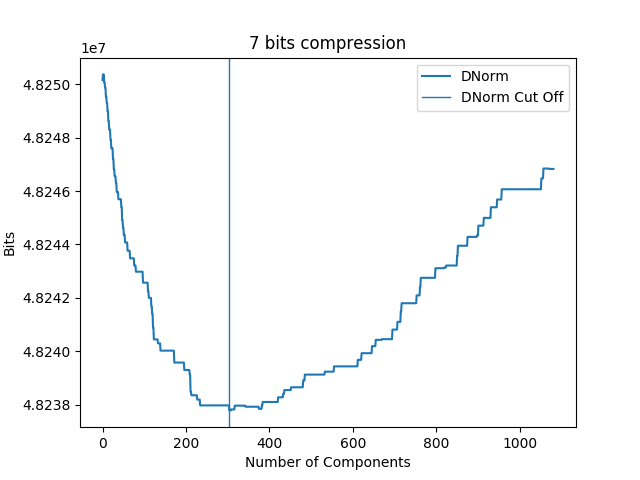 7 bits compression
1e7
DNorm
DNorm Cut Off
4.8250
4.8248
4.8246
4.8244
4.8242
4.8240
4.8238
Bits
0 200 400 600 800 1000
Number of Components